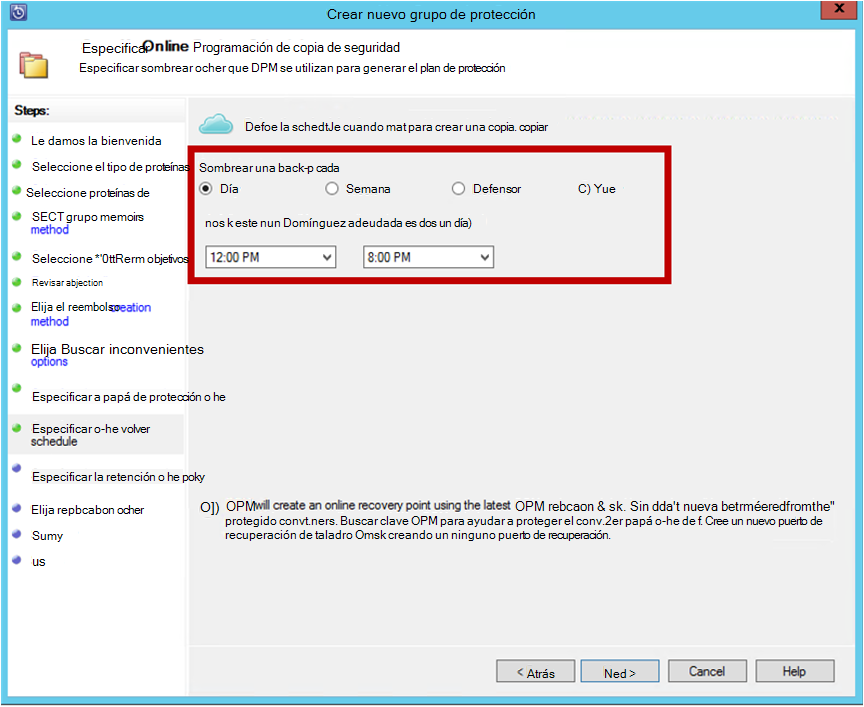 Crear nuevo grupo de protección
x
Especificar Online Programación de copia de seguridad
Especificar sombrear ocher que DPM se utilizan para generar el plan de protección
Steps:
Le damos la bienvenida
Seleccione el tipo de proteínas
Seleccione proteínas de
SECT grupo memoirs
method
Seleccione *'0ttRerm objetivos
Revisar abjection
Elija el reembolso creation
method
Elija Buscar inconvenientes
options
Especificar a papá de protección o he
Especificar o-he volver
schedule
Especificar la retención o he poky
Elija repbcabon ocher
Sumy
us
Defoe la schedtJe cuando mat para crear una copia. copiar
Sombrear una back-p cada
Día
Semana
Defensor
C) Yue
nos k este nun Domínguez adeudada es dos un día)
12:00 PM
8:00 PM
O]) OPM will create an online recovery point using the latest OPM rebcaon & sk. Sin dda't nueva betrméeredfromthe"
protegido convt.ners. Buscar clave OPM para ayudar a proteger el conv.2er papá o-he de f. Cree un nuevo puerto de
recuperación de taladro Omsk creando un ninguno puerto de recuperación.
< Atrás
Ned >
Cancel
Help